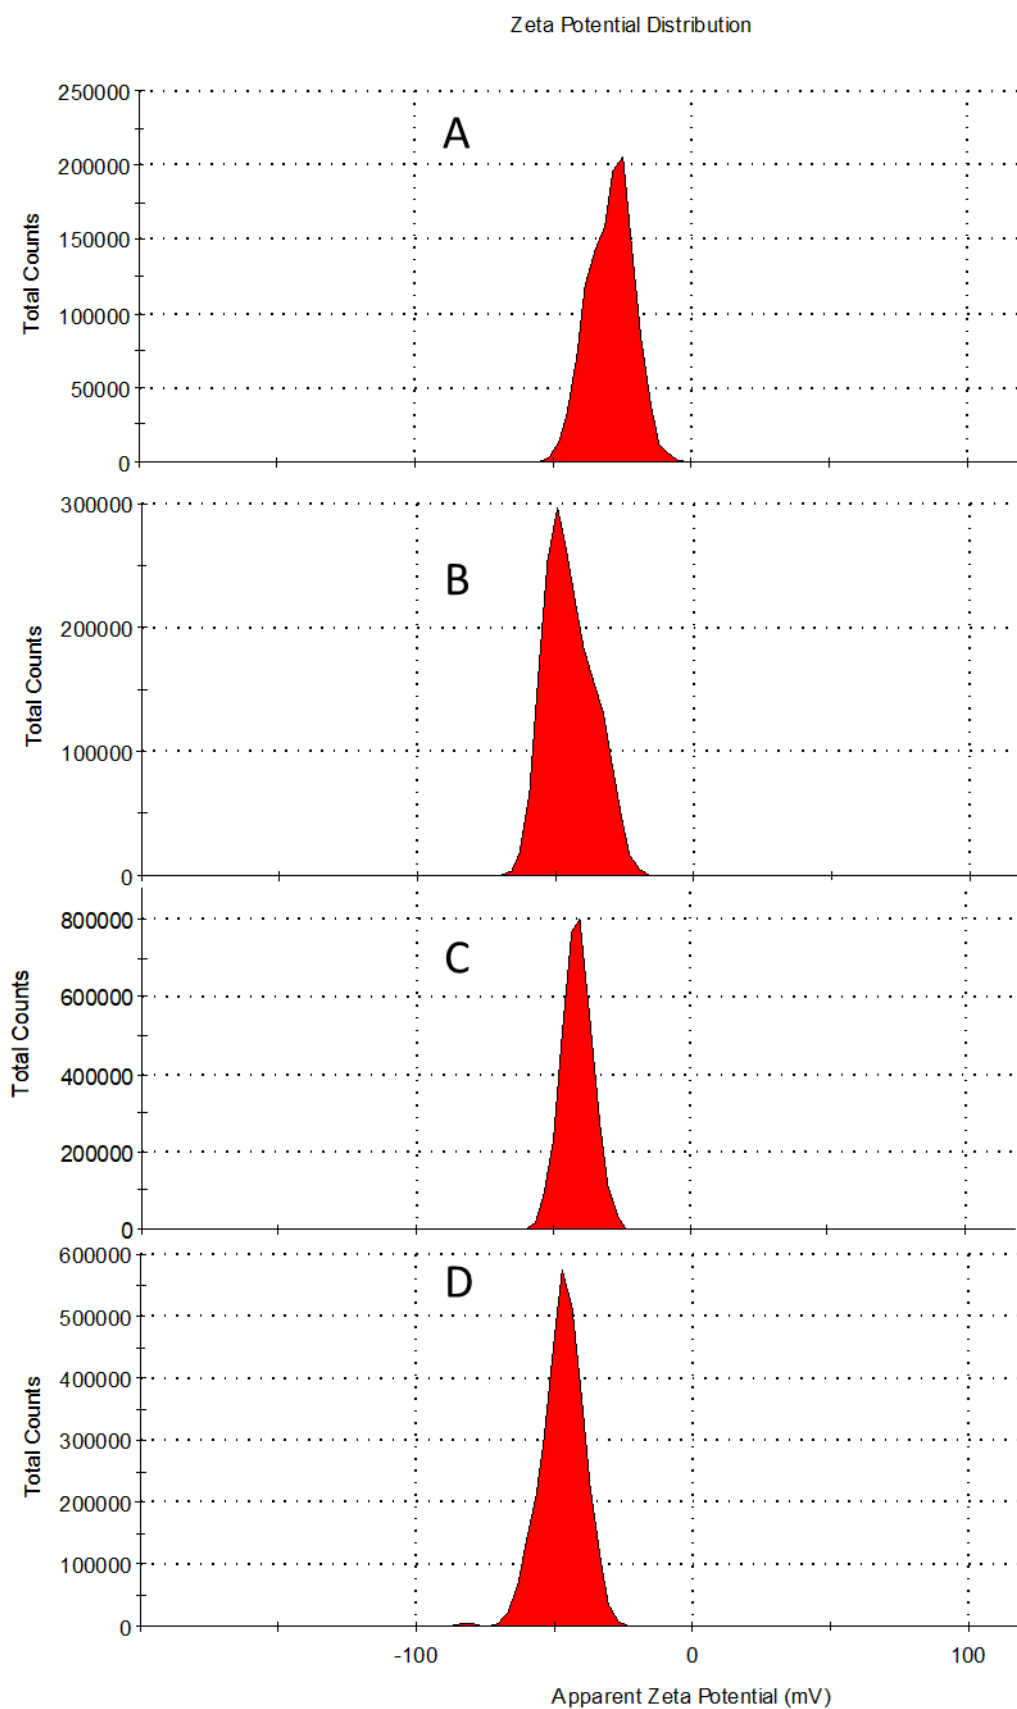 Zeta Potential Distribution
250000
200000
150000
100000
50000
0
Total Counts
A
300000
200000
100000
0
Total Counts
B
800000
600000
400000
200000
0
Total Counts
C
600000
500000
400000
300000
200000
100000
0
Total Counts
D
-100 0 100
Apparent Zeta Potential (mV)